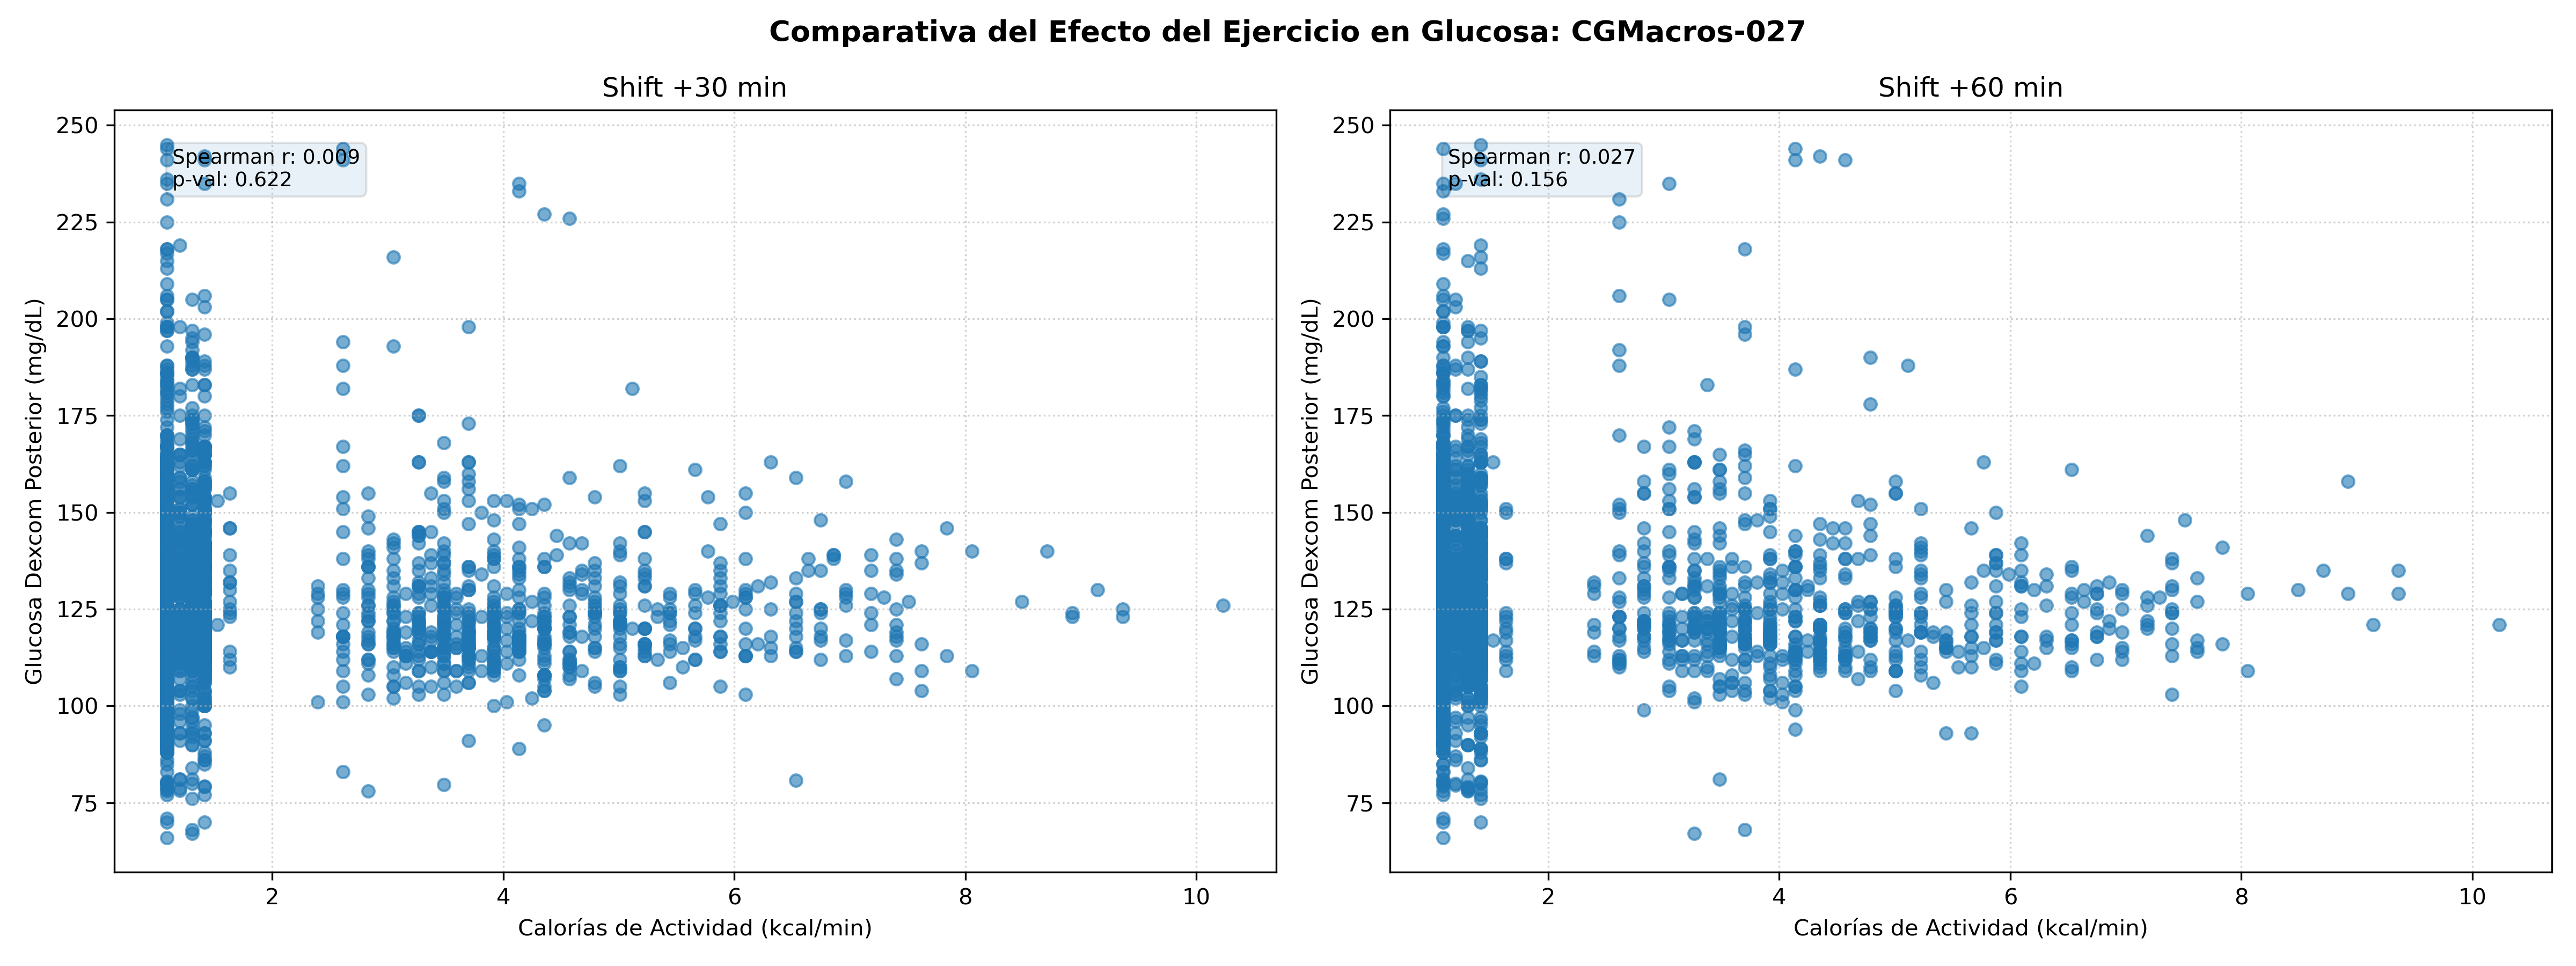 Comparativa del Efecto del Ejercicio en Glucosa: CGMacros-027
Shift +30 min
Spearman r: 0.009
p-val: 0.622
250
225
200
175
150
125
100
75
Glucosa Dexcom Posterior (mg/dL)
2
4
6
8
10
Calorías de Actividad (kcal/min)
Shift +60 min
Spearman r: 0.027
p-val: 0.156
250
225
200
175
150
125
100
75
Glucosa Dexcom Posterior (mg/dL)
2
4
6
8
10
Calorías de Actividad (kcal/min)